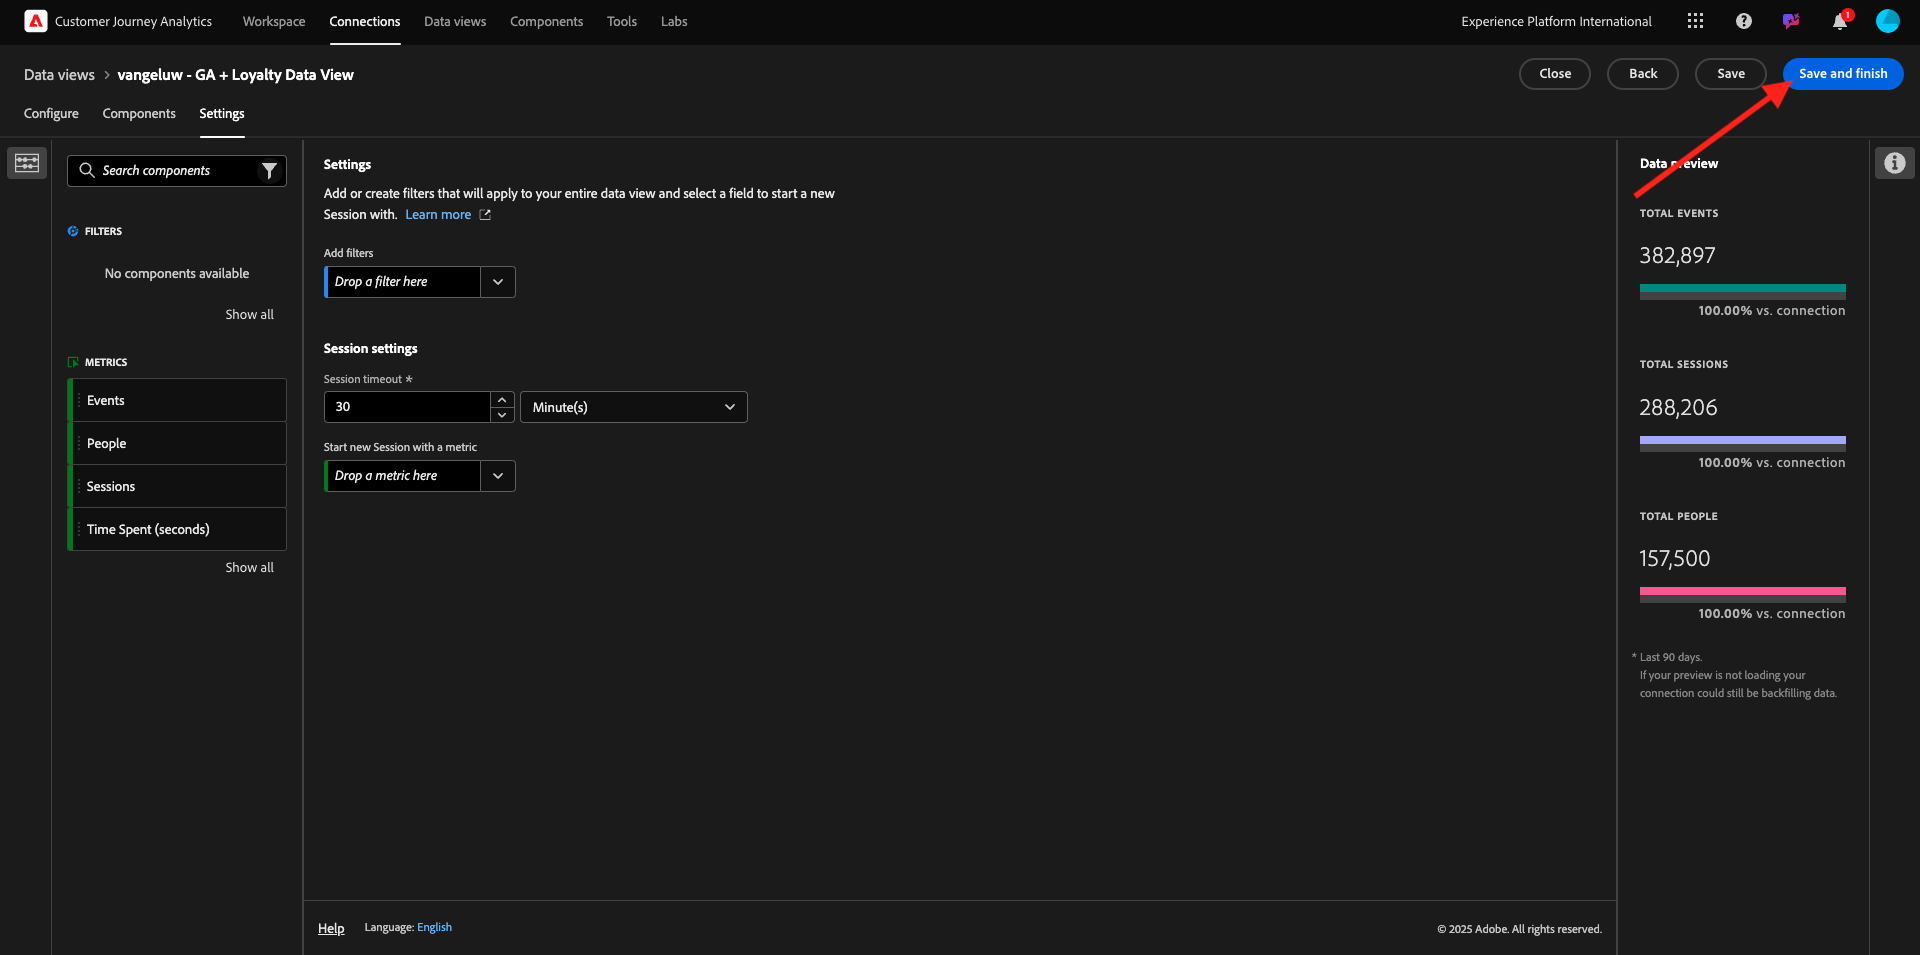 Customer Journey Analytics
Workspace
Connections
Data views
Components
Tools
Labs
Experience Platform International
1
Data views > vangeluw - GA + Loyalty Data View
Close
Back
Save
Save and finish
Configure
Components
Settings
Search components
FILTERS
No components available
Show all
METRICS
Events
People
Sessions
Time Spent (seconds)
Show all
Settings
Add or create filters that will apply to your entire data view and select a field to start a new
Session with. Learn more
Add filters
Drop a filter here
Session settings
Session timeout *
30
Minute(s)
Start new Session with a metric
Drop a metric here
Data preview
TOTAL EVENTS
382,897
100.00% vs. connection
TOTAL SESSIONS
288,206
100.00% vs. connection
TOTAL PEOPLE
157,500
100.00% vs. connection
* Last 90 days.
If your preview is not loading your
connection could still be backfilling data.
Help
Language: English
© 2025 Adobe. All rights reserved.